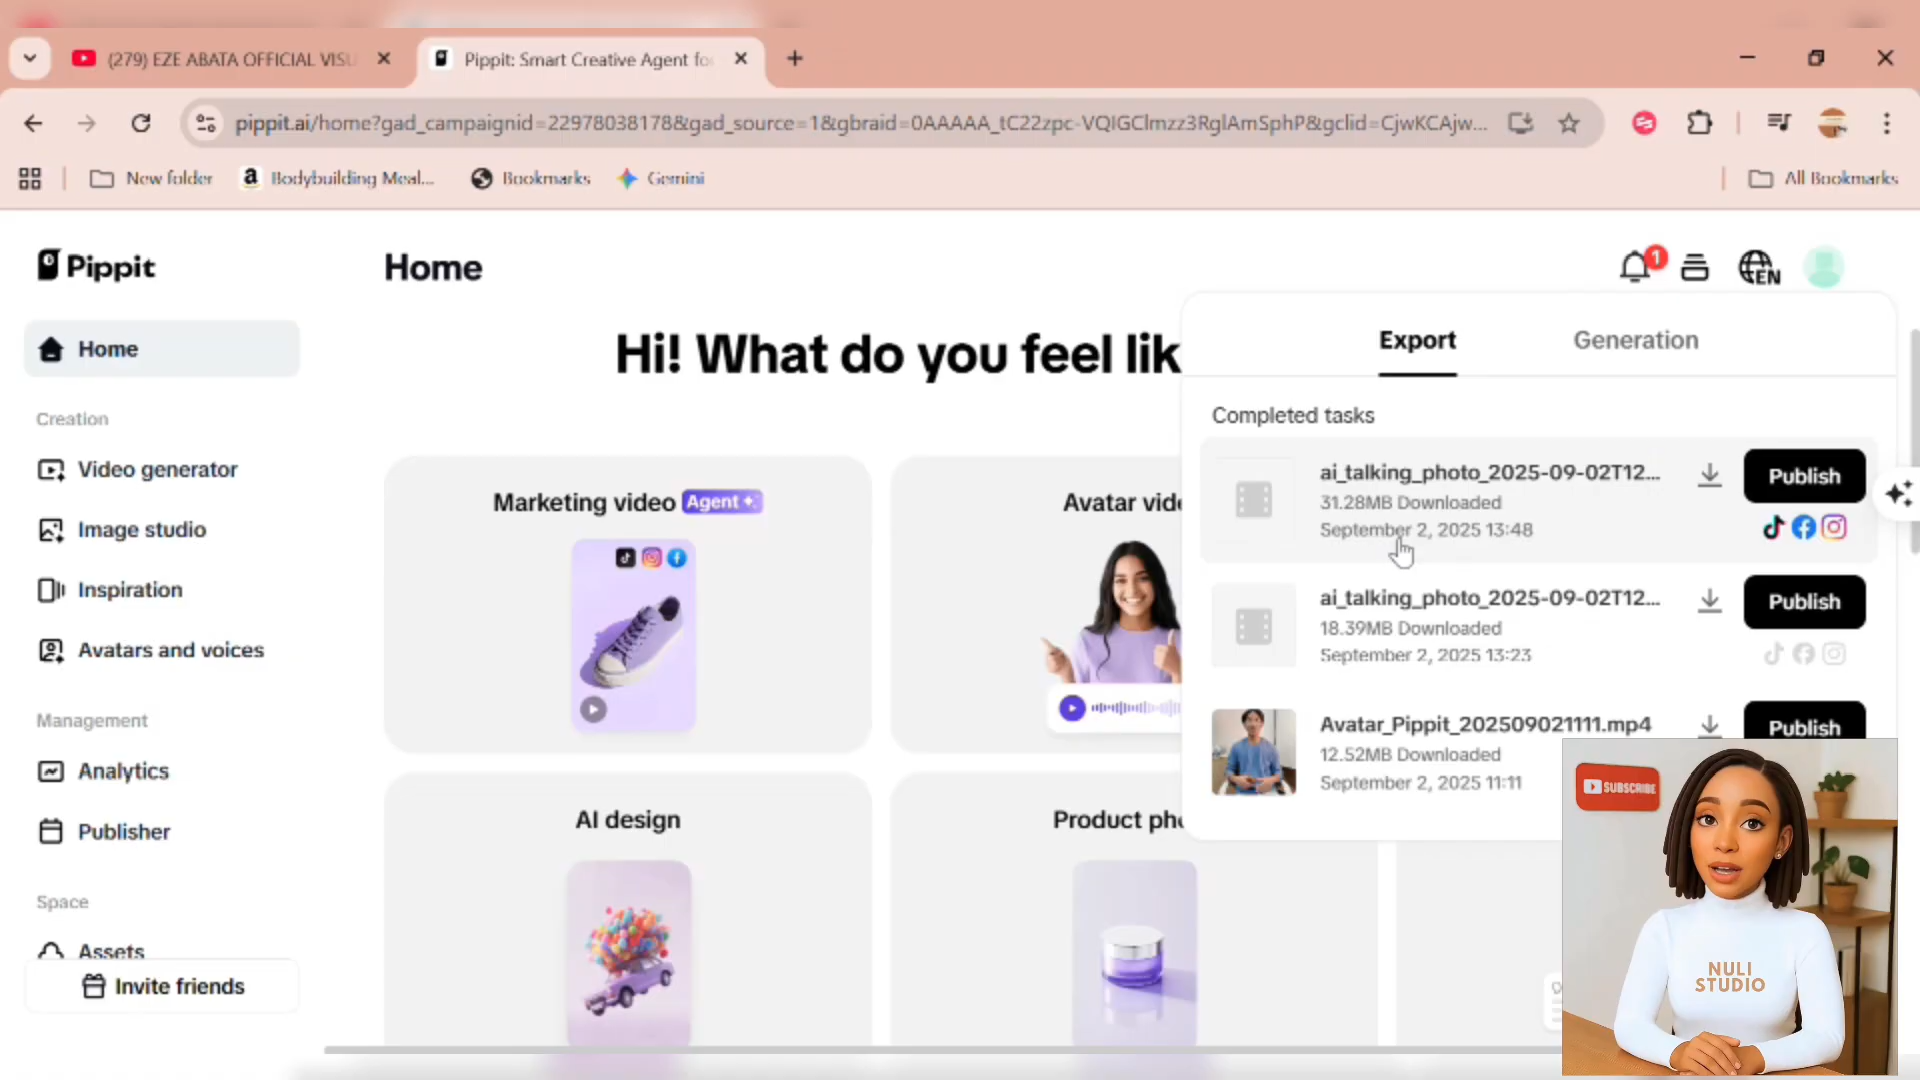 (279) EZE ABATA OFFICIAL VISU
Pippit: Smart Creative Agent fo
pippit.ai/home?gad_campaignid=22978038178&gad_source=1&gbraid=0AAAAA_tC22zpc-VQIGClmzz3RglAmSphP&gclid=CjwKCAjw...
New folder
a Bodybuilding Meal...
Bookmarks
Gemini
All Bookmarks
Pippit
Home
1
EN
Home
Hi! What do you feel lik
Export
Generation
Creation
Completed tasks
Video generator
Image studio
Inspiration
Avatars and voices
Marketing video Agent
Avatar vid
ai_talking_photo_2025-09-02T12...
31.28MB Downloaded
September 2, 2025 13:48
Publish
ai_talking_photo_2025-09-02T12...
18.39MB Downloaded
September 2, 2025 13:23
Publish
Avatar_Pippit_202509021111.mp4
12.52MB Downloaded
September 2, 2025 11:11
Publish
Management
Analytics
Publisher
AI design
Product ph
Space
Assets
Invite friends
SUBSCRIBE
NULI
STUDIO